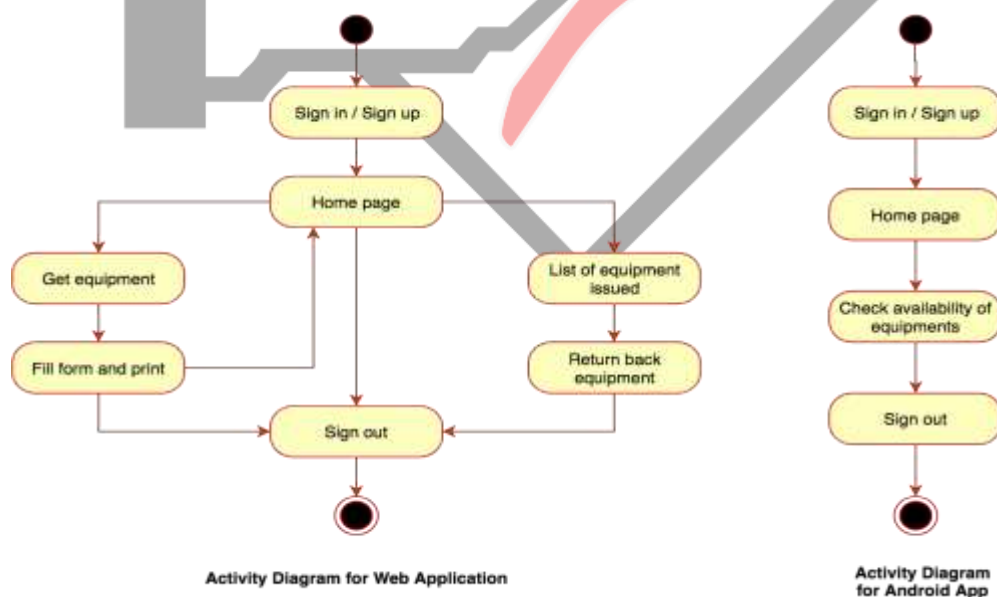 Sign in / Sign up
Home page
Get equipment
List of equipment
issued
Fill form and print
Return back
equipment
Sign out
Activity Diagram for Web Application
Sign in / Sign up
Home page
Check availability of
equipments
Sign out
Activity Diagram
for Android App